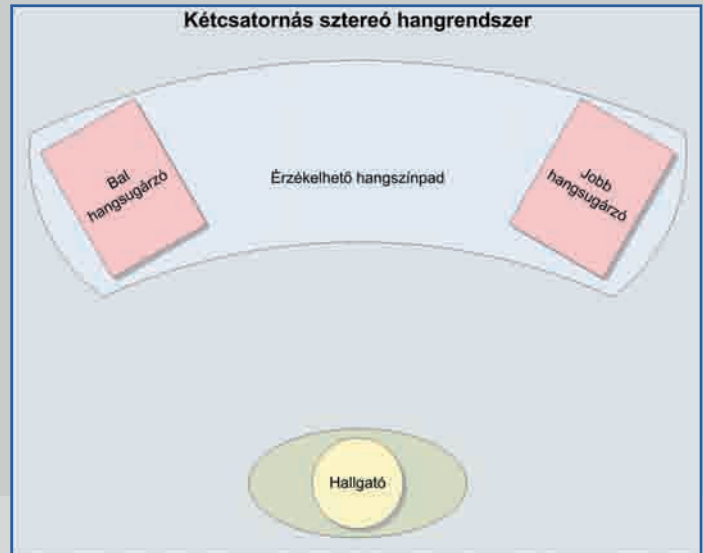 Kétcsatornás sztereó hangrendszer
Bal
hangsugárzó
Érzékelhető hangszínpad
Jobb
hangsugárzó
Hallgató